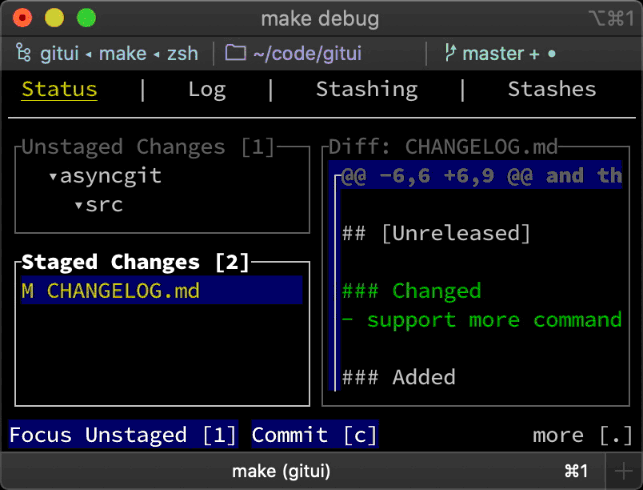 make debug
⌥⌘1
gitui ◂ make ◂ zsh
~/code/gitui
master + •
Status | Log | Stashing | Stashes
Unstaged Changes [1]
▾asyncgit
▾src
Staged Changes [2]
M CHANGELOG.md
Diff: CHANGELOG.md
@@ -6,6 +6,9 @@ and th
## [Unreleased]
### Changed
- support more command
### Added
Focus Unstaged [1] Commit [c] more [.]
make (gitui) ⌘1 +